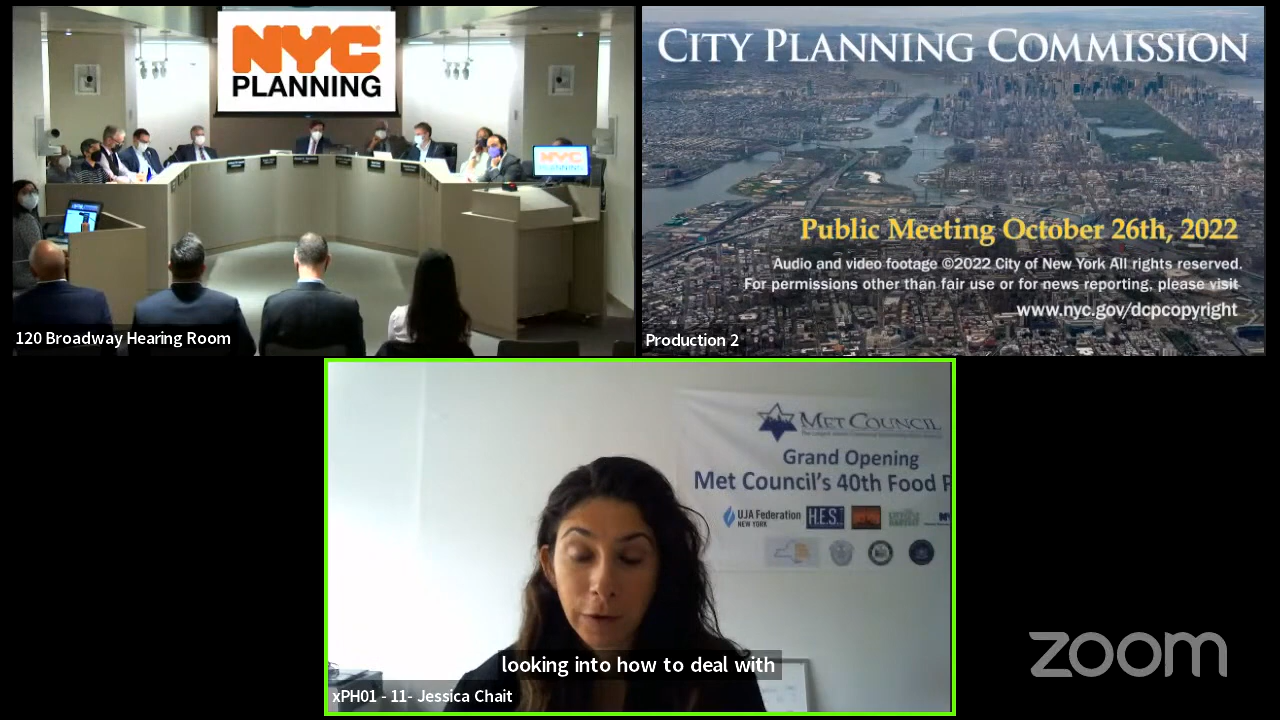 NYC
PLANNING
NYC
PLANNING
120 Broadway Hearing Room
CITY PLANNING COMMISSION
Public Meeting October 26th, 2022
Audio and video footage ©2022 City of New York All rights reserved.
For permissions other than fair use or for news reporting, please visit
www.nyc.gov/dcpcopyright
Production 2
MET COUNCIL
Grand Opening
Met Council's 40th Food
UJA Federation
NEW YORK
H.E.S.
looking into how to deal with
xPH01 - 11- Jessica Chait
zoom